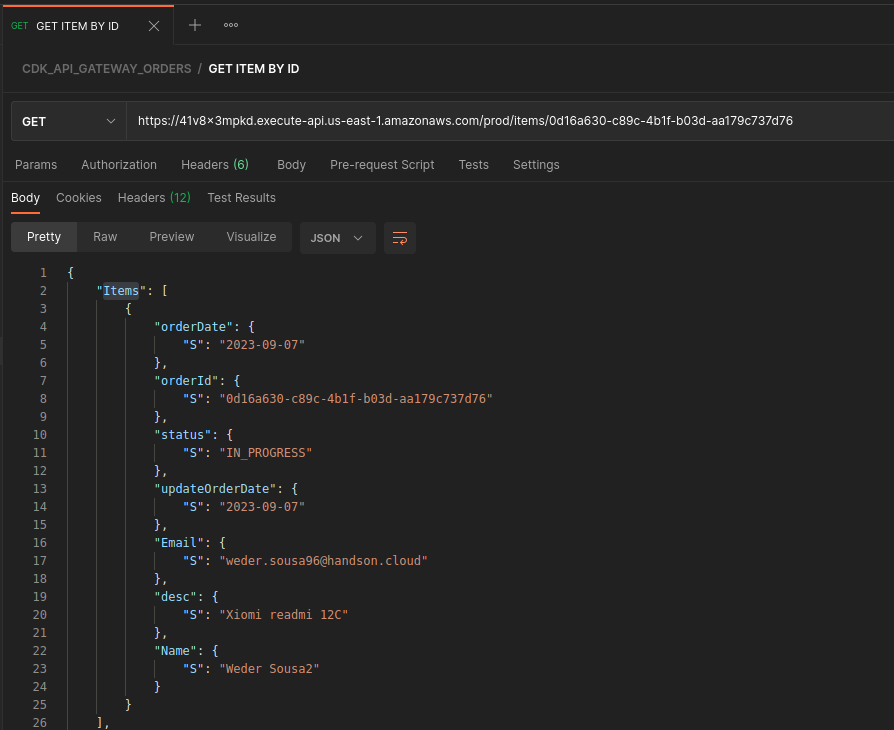 GET GET ITEM BY ID
CDK_API_GATEWAY_ORDERS / GET ITEM BY ID
GET https://41v8x3mpkd.execute-api.us-east-1.amazonaws.com/prod/items/0d16a630-c89c-4b1f-b03d-aa179c737d76
Params Authorization Headers (6) Body Pre-request Script Tests Settings
Body Cookies Headers (12) Test Results
Pretty Raw Preview Visualize JSON
1 {
2 "Items": [
3 {
4 "orderDate": {
5 "S": "2023-09-07"
6 },
7 "orderId": {
8 "S": "0d16a630-c89c-4b1f-b03d-aa179c737d76"
9 },
10 "status": {
11 "S": "IN_PROGRESS"
12 },
13 "updateOrderDate": {
14 "S": "2023-09-07"
15 },
16 "Email": {
17 "S": "weder.sousa96@handson.cloud"
18 },
19 "desc": {
20 "S": "Xiomi readmi 12C"
21 },
22 "Name": {
23 "S": "Weder Sousa2"
24 }
25 }
26 ],